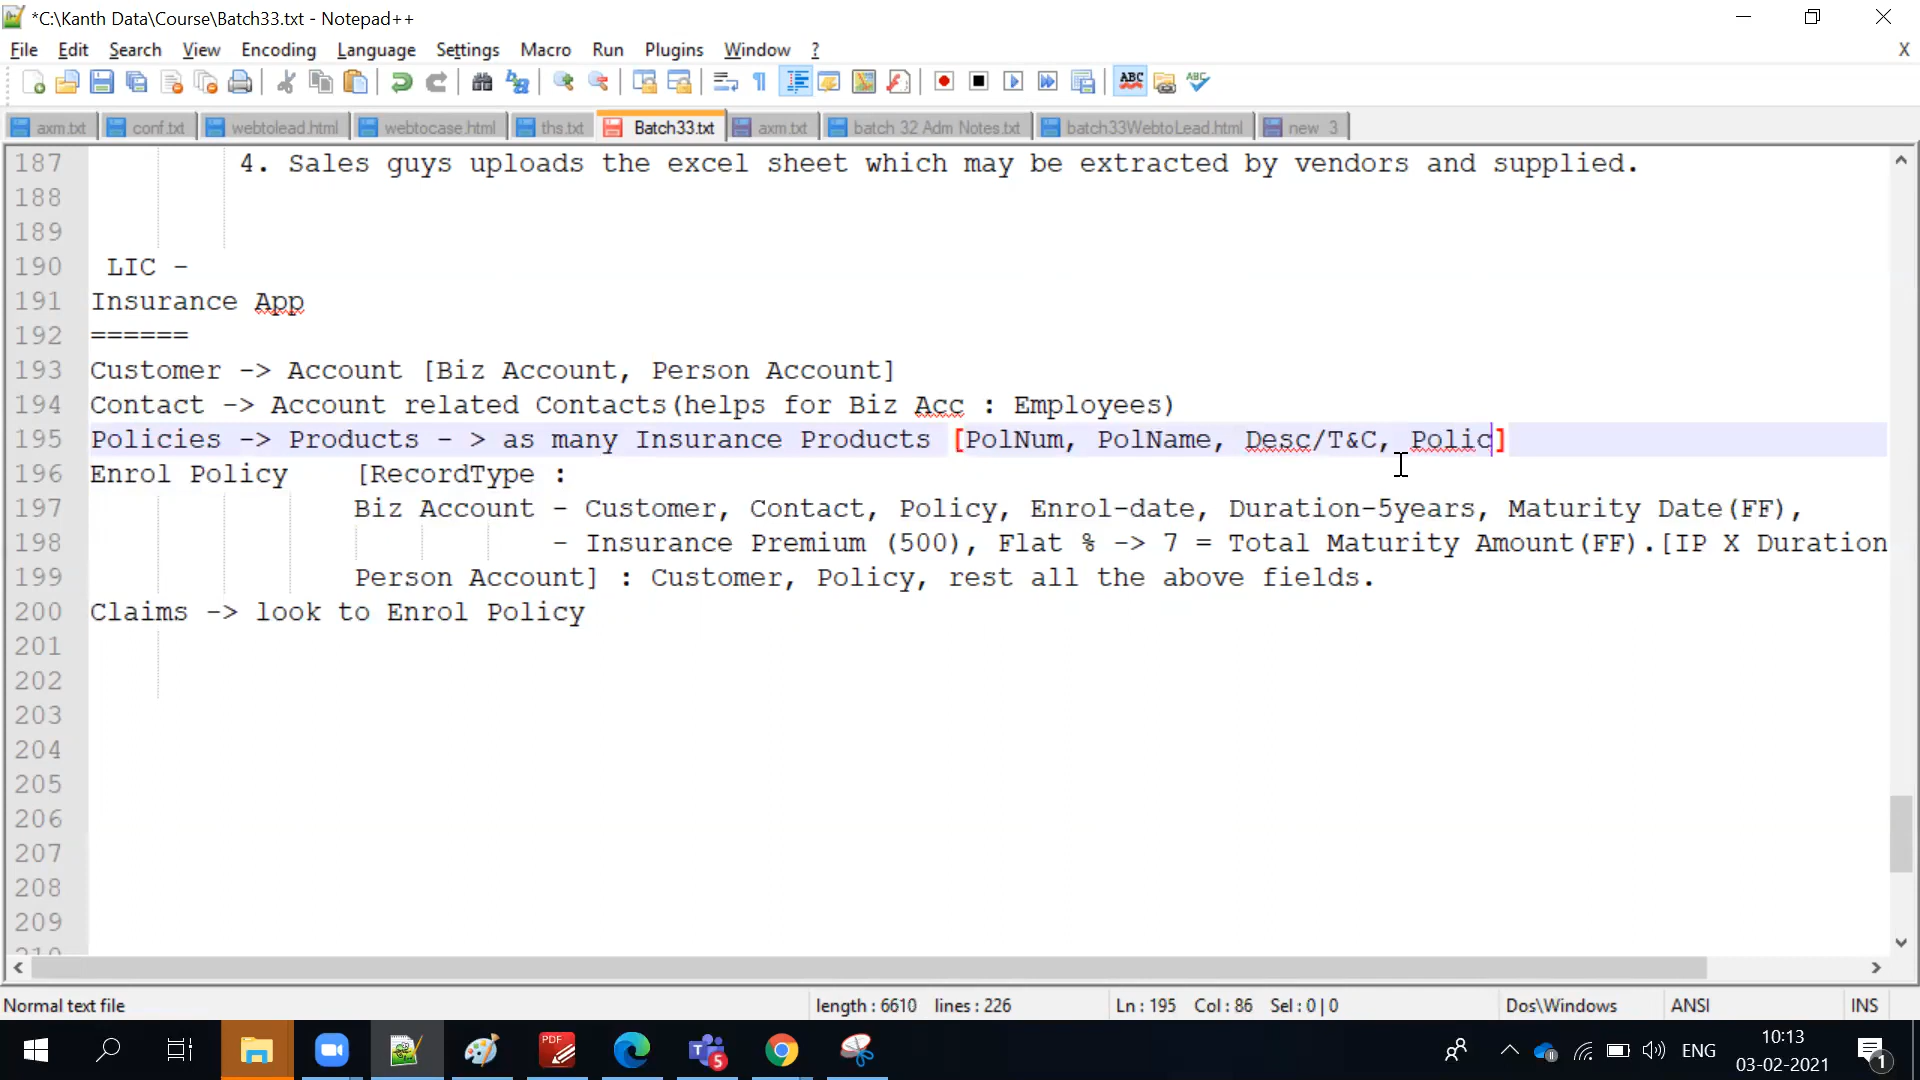 *C:\Kanth Data\Course\Batch33.txt - Notepad++
File Edit Search View Encoding Language Settings Macro Run Plugins Window ? X
ABC ABC
axm.txt conf.txt webtolead.html webtocase.html ths.txt Batch33.txt axm.txt batch 32 Adm Notes.txt batch33WebtoLead.html new 3
187 4. Sales guys uploads the excel sheet which may be extracted by vendors and supplied.
188
189
190 LIC -
191 Insurance App
192 ======
193 Customer -> Account [Biz Account, Person Account]
194 Contact -> Account related Contacts(helps for Biz Acc : Employees)
195 Policies -> Products - > as many Insurance Products [PolNum, PolName, Desc/T&C, Polic]
196 Enrol Policy [RecordType :
197 Biz Account - Customer, Contact, Policy, Enrol-date, Duration-5years, Maturity Date(FF),
198 - Insurance Premium (500), Flat % -> 7 = Total Maturity Amount(FF).[IP X Duration
199 Person Account] : Customer, Policy, rest all the above fields.
200 Claims -> look to Enrol Policy
201
202
203
204
205
206
207
208
209
210
Normal text file length : 6610 lines : 226 Ln : 195 Col : 86 Sel : 0 | 0 Dos\Windows ANSI INS
PDF 5 ENG 10:13 1
03-02-2021